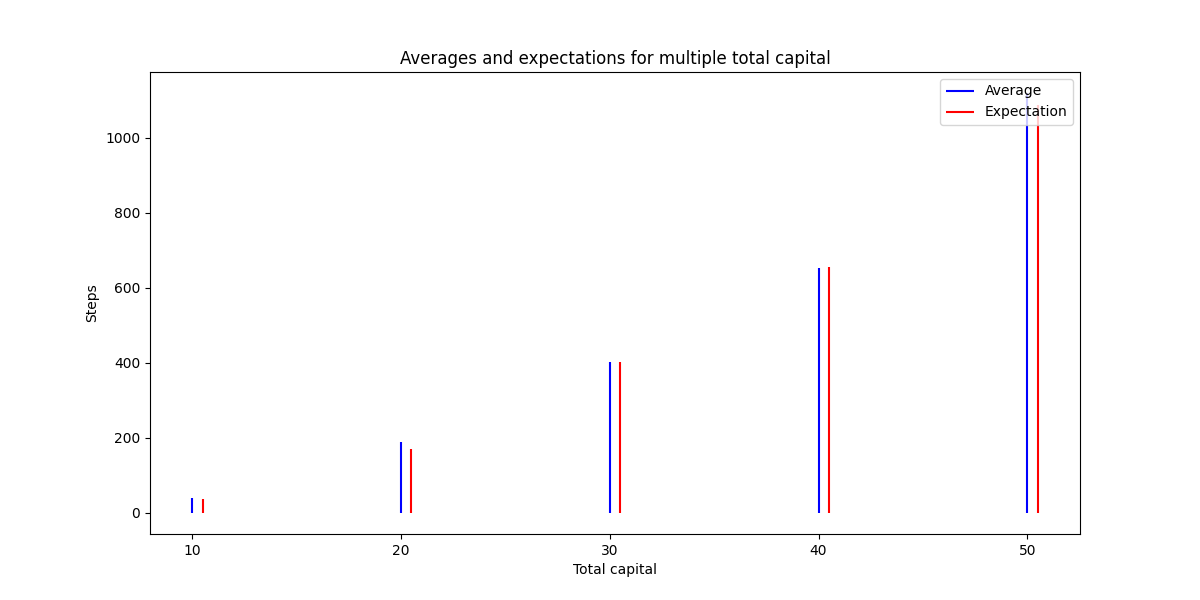 Averages and expectations for multiple total capital
Average
Expectation
1000
800
600
400
200
0
Steps
10 20 30 40 50
Total capital